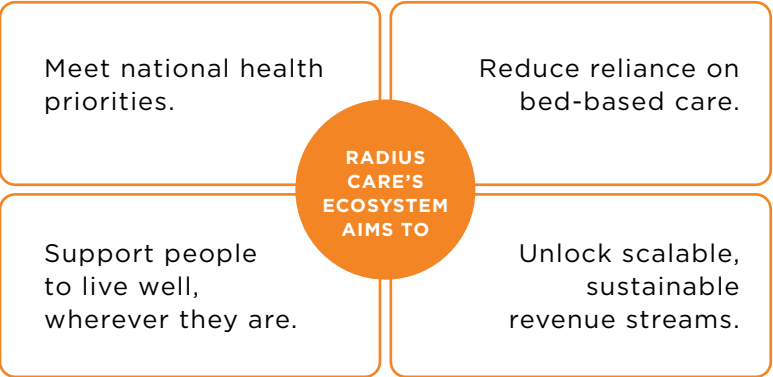 Meet national health
priorities.
Reduce reliance on
bed-based care.
RADIUS
CARE’S
ECOSYSTEM
AIMS TO
Support people
to live well,
wherever they are.
Unlock scalable,
sustainable
revenue streams.